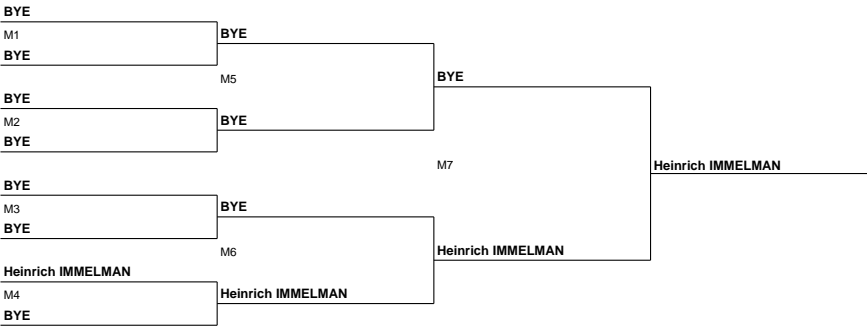 BYE
M1
BYE
BYE
M5
BYE
BYE
M2
BYE
BYE
M7
Heinrich IMMELMAN
BYE
M3
BYE
BYE
M6
Heinrich IMMELMAN
Heinrich IMMELMAN
M4
Heinrich IMMELMAN
BYE